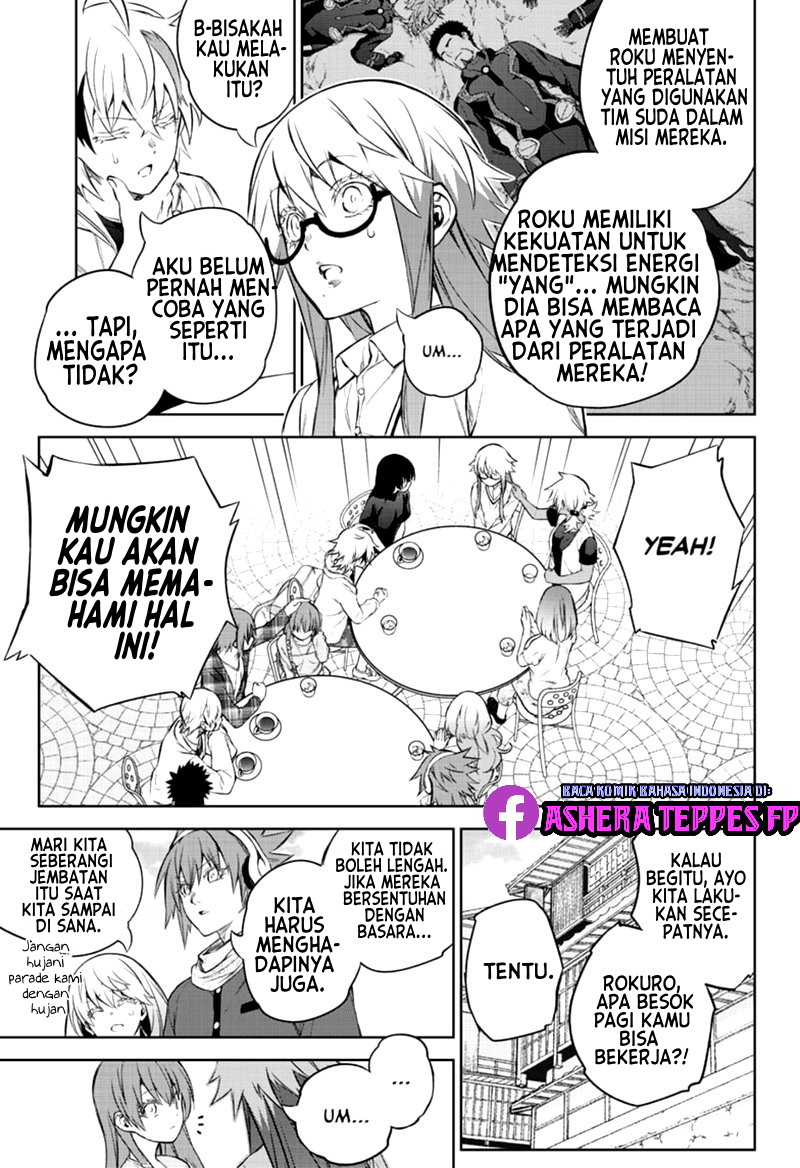 MEMBUAT
ROKU MENYEN-
TUH PERALATAN
YANG DIGUNAKAN
TIM SUDA DALAM
MISI MEREKA.
ROKU MEMILIKI
KEKUATAN UNTUK
MENDETEKSI ENERGI
"YANG"... MUNGKIN
DIA BISA MEMBACA
APA YANG TERJADI
DARI PERALATAN
MEREKA!
UM...
B-BISAKAH
KAU MELA-
KUKAN
ITU?
AKU BELUM
PERNAH MEN-
COBA YANG
SEPERTI
ITU...
... TAPI,
MENGAPA
TIDAK?
YEAH!
MUNGKIN
KAU AKAN
BISA MEMA-
HAMI HAL
INI!
BACA KOMIK BAHASA INDONESIA DI:
f ASHERA TEPPES FP
KALAU
BEGITU, AYO
KITA LAKU-
KAN SECE-
PATNYA.
ROKURO,
APA BESOK
PAGI KAMU
BISA
BEKERJA?!
TENTU.
KITA TIDAK
BOLEH LENGAH.
JIKA MEREKA
BERSENTUHAN
DENGAN
BASARA...
KITA
HARUS
MENGHA-
DAPINYA
JUGA.
MARI KITA
SEBERANGI
JEMBATAN
ITU SAAT
KITA SAMPAI
DI SANA.
Jangan
hujani
parade kami
dengan
hujan
...
UM...